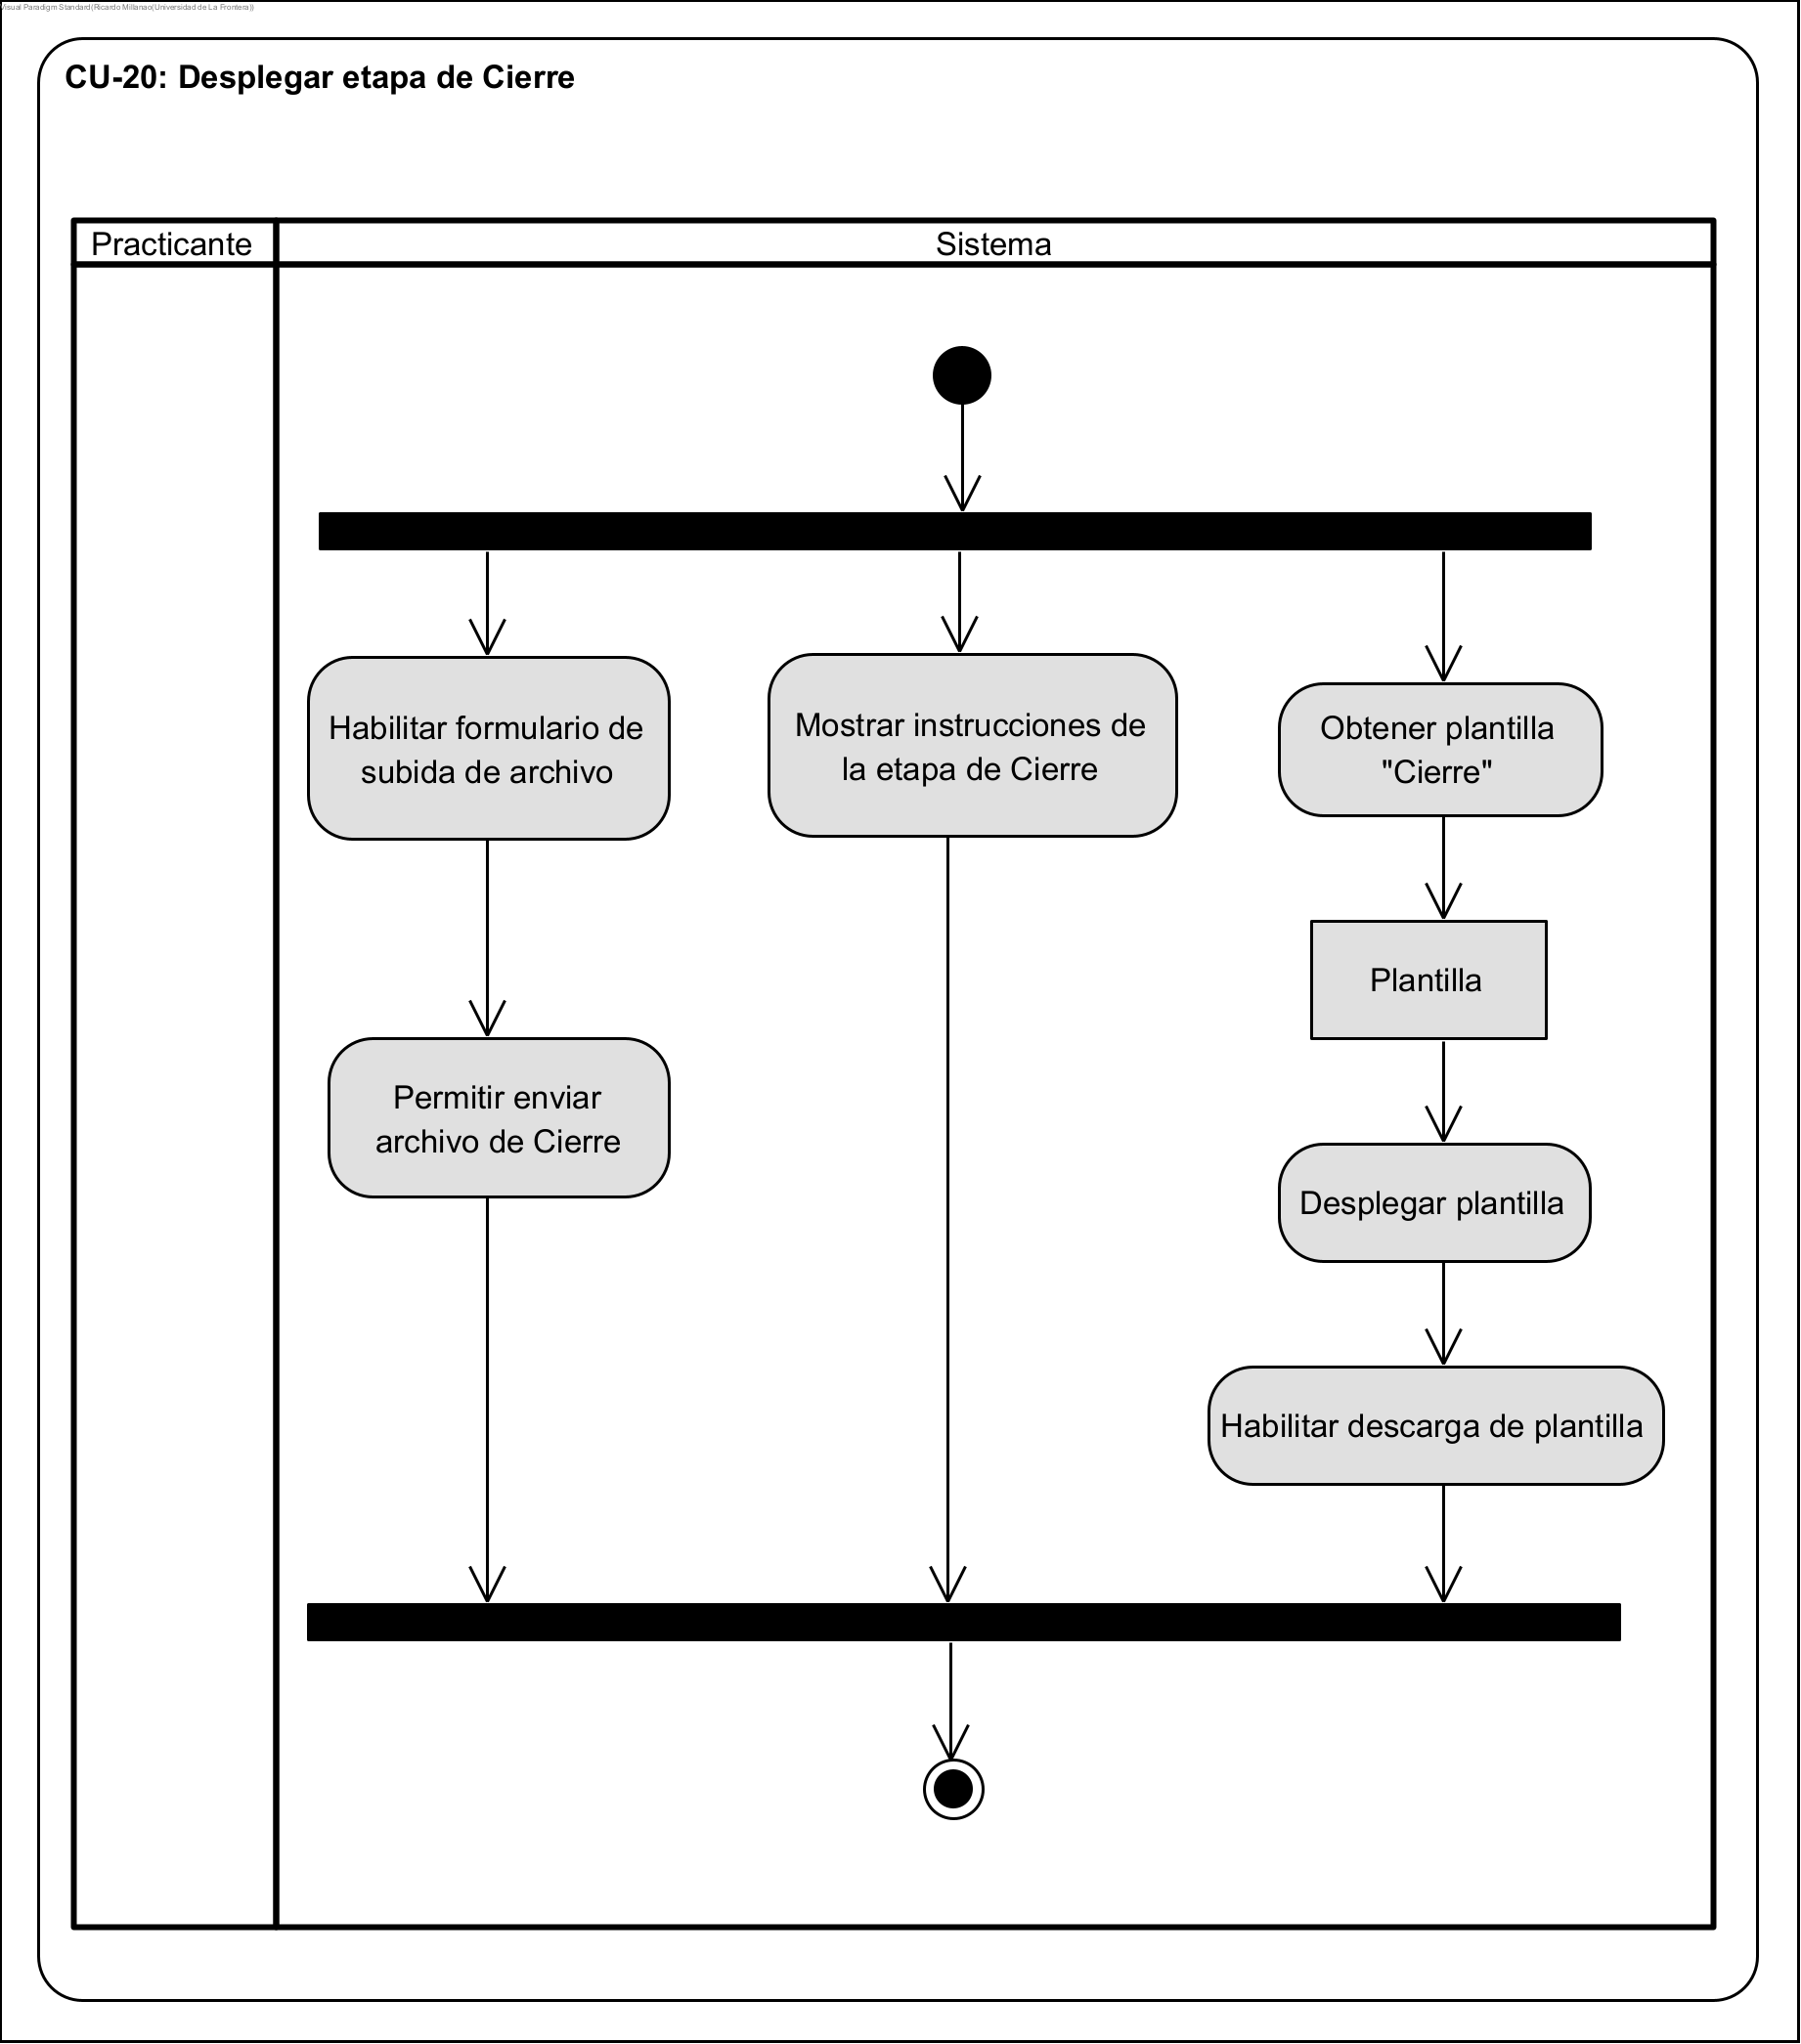 Visual Paradigm Standard(Ricardo Millanao(Universidad de La Frontera))
CU-20: Desplegar etapa de Cierre
Practicante
Sistema
Habilitar formulario de
subida de archivo
Mostrar instrucciones de
la etapa de Cierre
Obtener plantilla
"Cierre"
Plantilla
Permitir enviar
archivo de Cierre
Desplegar plantilla
Habilitar descarga de plantilla